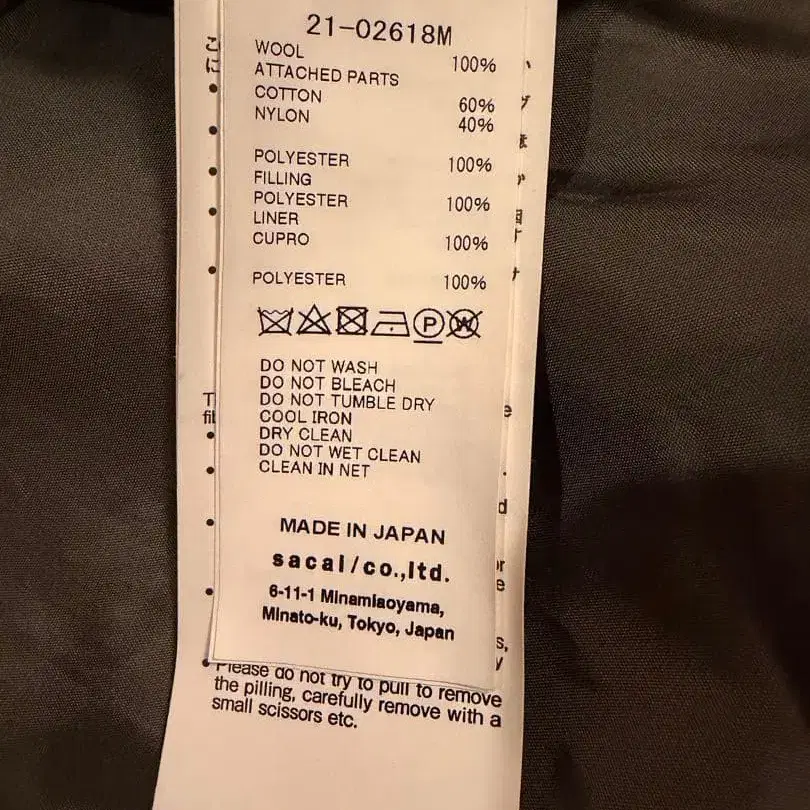 21-02618M
WOOL 100%
ATTACHED PARTS
COTTON 60%
NYLON 40%
POLYESTER 100%
FILLING
POLYESTER 100%
LINER
CUPRO 100%
POLYESTER 100%
DO NOT WASH
DO NOT BLEACH
DO NOT TUMBLE DRY
COOL IRON
DRY CLEAN
DO NOT WET CLEAN
CLEAN IN NET
MADE IN JAPAN
sacai/co.,ltd.
6-11-1 Minamiaoyama,
Minato-ku, Tokyo, Japan
Please do not try to pull to remove
the pilling, carefully remove with a
small scissors etc.